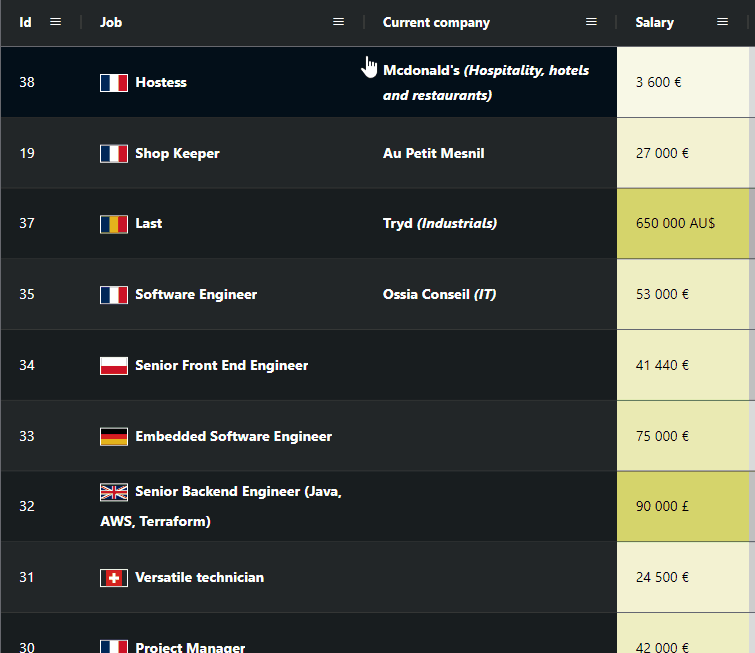 Id Job Current company Salary
38 Hostess Mcdonald's (Hospitality, hotels 3 600 €
and restaurants)
19 Shop Keeper Au Petit Mesnil 27 000 €
37 Last Tryd (Industrials) 650 000 AU$
35 Software Engineer Ossia Conseil (IT) 53 000 €
34 Senior Front End Engineer 41 440 €
33 Embedded Software Engineer 75 000 €
32 Senior Backend Engineer (Java, 90 000 £
AWS, Terraform)
31 Versatile technician 24 500 €
30 Project Manager 42 000 €